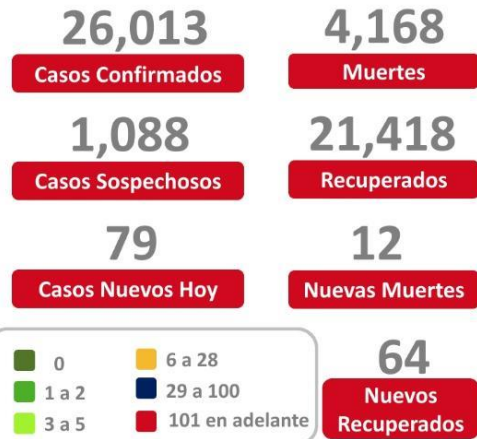 26,013
Casos Confirmados
4,168
Muertes
1,088
Casos Sospechosos
21,418
Recuperados
79
Casos Nuevos Hoy
12
Nuevas Muertes
0
1 a 2
3 a 5
6 a 28
29 a 100
101 en adelante
64
Nuevos
Recuperados